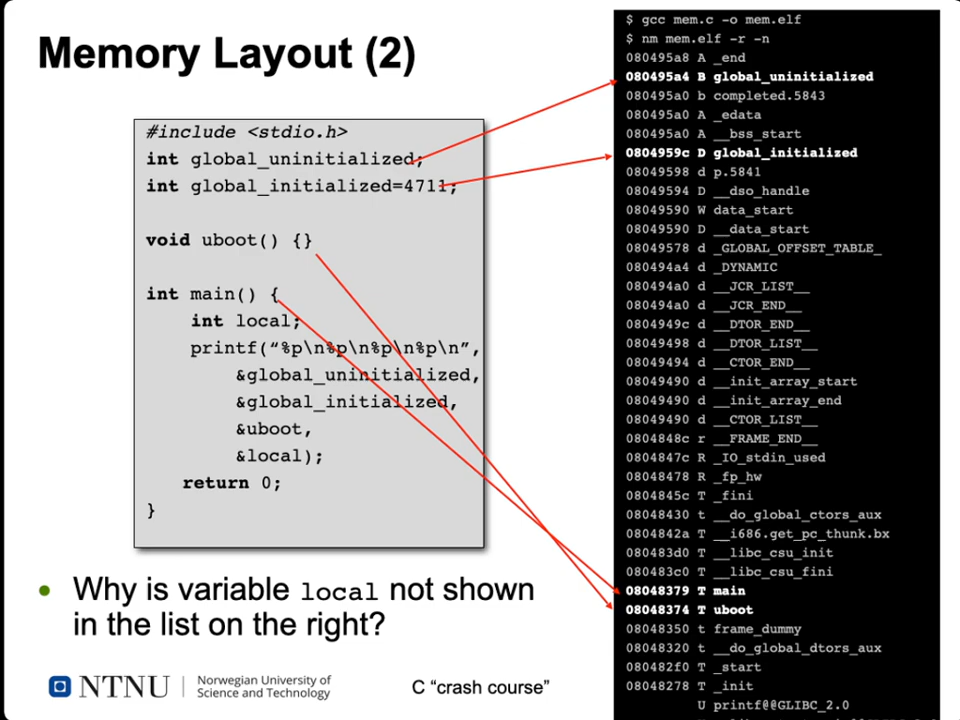 Memory Layout (2)
#include <stdio.h>
int global_uninitialized;
int global_initialized=4711;
void uboot() {}
int main() {
int local;
printf(“%p\n%p\n%p\n%p\n”,
&global_uninitialized,
&global_initialized,
&uboot,
&local);
return 0;
}
• Why is variable local not shown
in the list on the right?
NTNU
Norwegian University of
Science and Technology
C “crash course”
$ gcc mem.c -o mem.elf
$ nm mem.elf -r -n
080495a8 A _end
080495a4 B global_uninitialized
080495a0 b completed.5843
080495a0 A _edata
080495a0 A __bss_start
0804959c D global_initialized
08049598 d p.5841
08049594 D __dso_handle
08049590 W data_start
08049590 D __data_start
08049578 d _GLOBAL_OFFSET_TABLE_
080494a4 d _DYNAMIC
080494a0 d __JCR_LIST__
080494a0 d __JCR_END__
0804949c d __DTOR_END__
08049498 d __DTOR_LIST__
08049494 d __CTOR_END__
08049490 d __init_array_start
08049490 d __init_array_end
08049490 d __CTOR_LIST__
0804848c r __FRAME_END__
0804847c R _IO_stdin_used
08048478 R _fp_hw
0804845c T _fini
08048430 t __do_global_ctors_aux
0804842a T __i686.get_pc_thunk.bx
080483d0 T __libc_csu_init
080483c0 T __libc_csu_fini
08048379 T main
08048374 T uboot
08048350 t frame_dummy
08048320 t __do_global_dtors_aux
080482f0 T _start
08048278 T _init
U printf@@GLIBC_2.0